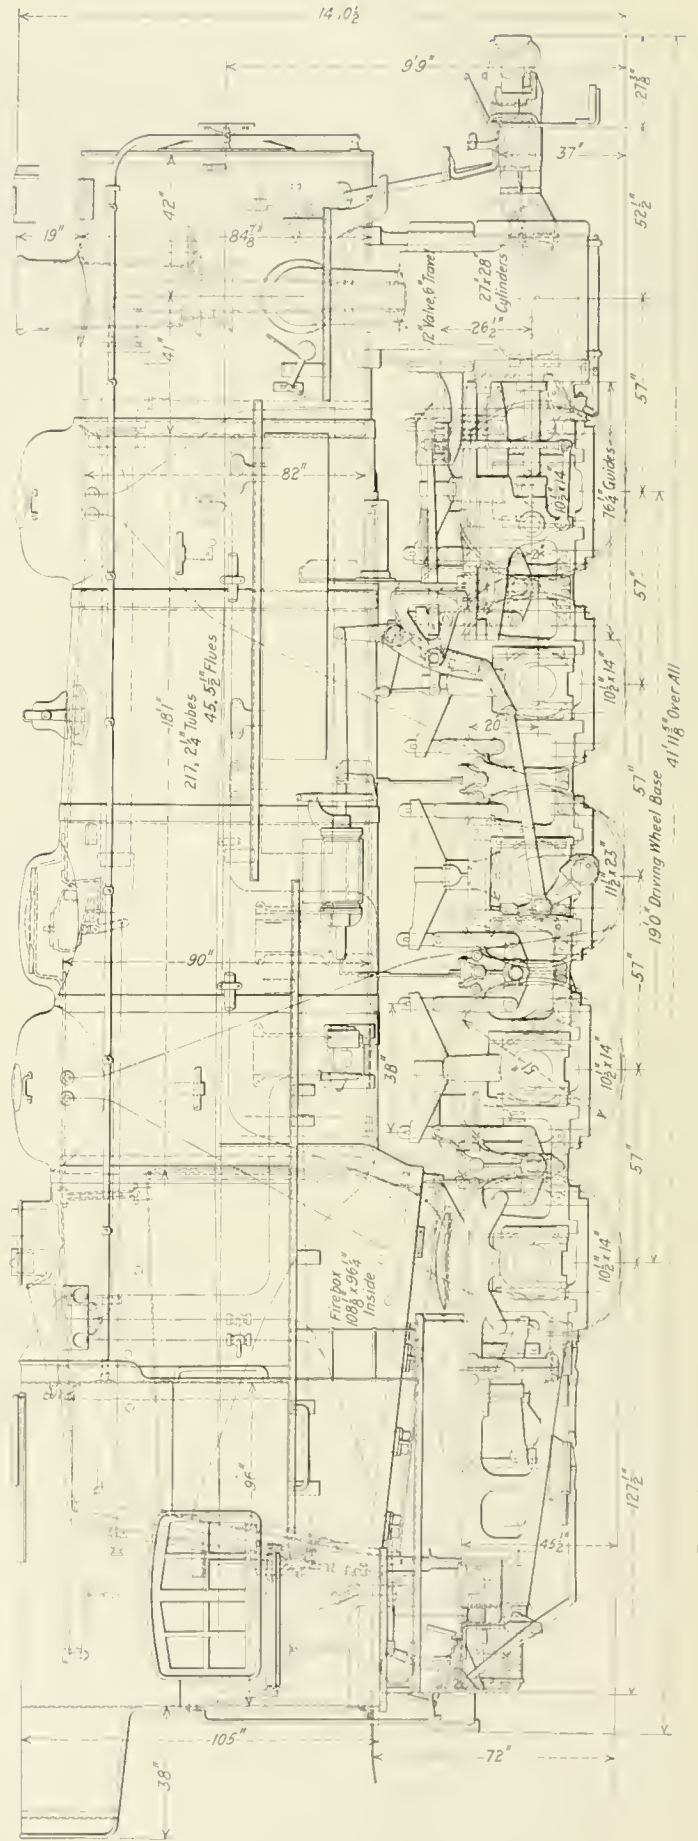 14'0½"
9'9"
27⅞"
37"
52½"
42"
19"
84⅞"
12" Valve, 6" Travel
27"x28"
Cylinders
26½"
41"
57"
82"
76¼" Guides
10½"x14"
57"
18'1"
217, 2¼" Tubes
45, 5½" Flues
10½"x14"
20"
57"
19'0" Driving Wheel Base
41'11⅝" Over All
11½"x23"
90"
57"
38"
10½"x14"
57"
Firebox
108⅛"x96¼"
Inside
10½"x14"
127½"
45½"
105"
72"
38"